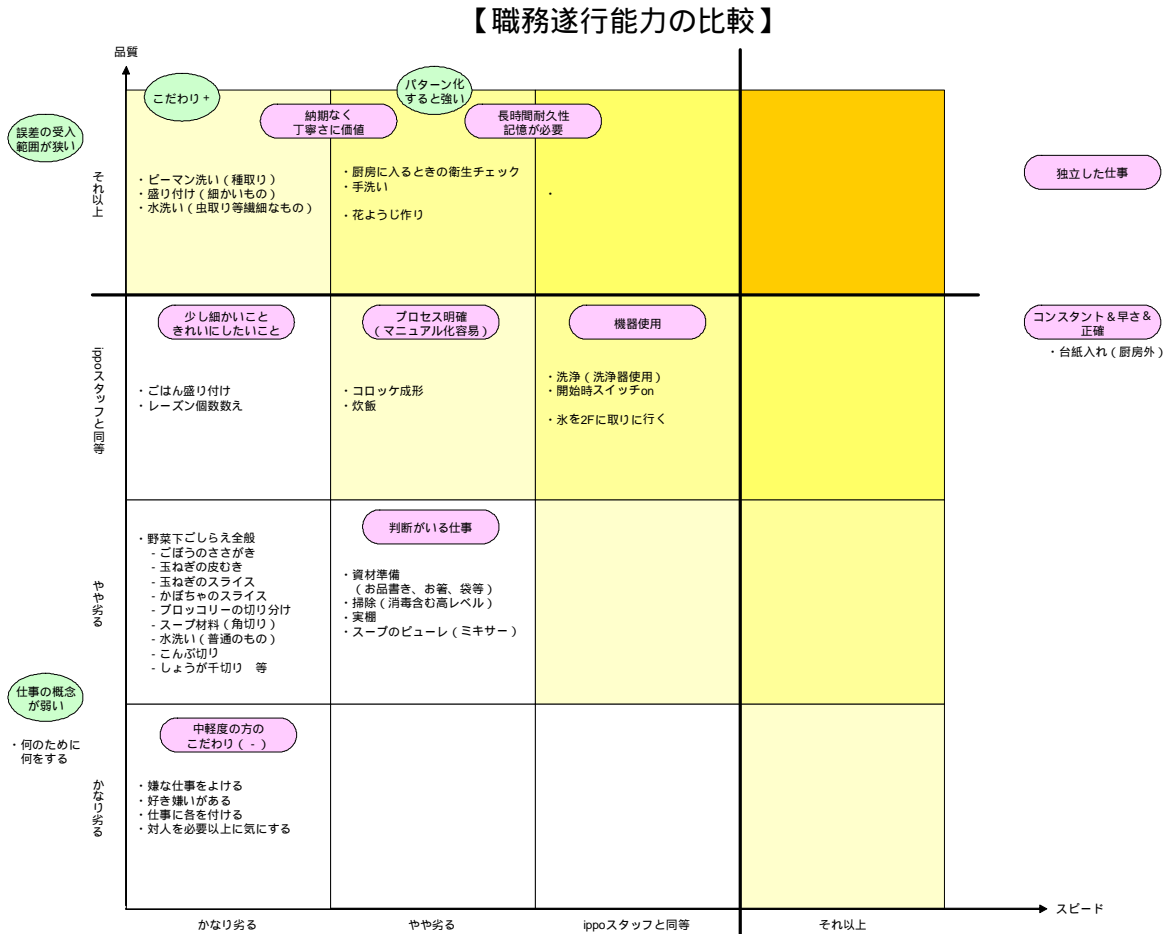 【職務遂行能力の比較】
品質
こだわり +
パターン化
すると強い
納期なく
丁寧さに価値
長時間耐久性
記憶が必要
誤差の受入
範囲が狭い
それ以上
・ピーマン洗い（種取り）
・盛り付け（細かいもの）
・水洗い（虫取り等繊細なもの）
・厨房に入るときの衛生チェック
・手洗い
・花ようじ作り
・
独立した仕事
少し細かいこと
きれいにしたいこと
プロセス明確
（マニュアル化容易）
機器使用
コンスタント＆早さ＆
正確
・台紙入れ（厨房外）
ippoスタッフと同等
・ごはん盛り付け
・レーズン個数数え
・コロッケ成形
・炊飯
・洗浄（洗浄器使用）
・開始時スイッチon
・氷を2Fに取りに行く
やや劣る
・野菜下ごしらえ全般
- ごぼうのささがき
- 玉ねぎの皮むき
- 玉ねぎのスライス
- かぼちゃのスライス
- ブロッコリーの切り分け
- スープ材料（角切り）
- 水洗い（普通のもの）
- こんぶ切り
- しょうが千切り　等
判断がいる仕事
・資材準備
（お品書き、お箸、袋等）
・掃除（消毒含む高レベル）
・実棚
・スープのピューレ（ミキサー）
仕事の概念
が弱い
・何のために
何をする
かなり劣る
中軽度の方の
こだわり（ - ）
・嫌な仕事をよける
・好き嫌いがある
・仕事に各を付ける
・対人を必要以上に気にする
スピード
かなり劣る
やや劣る
ippoスタッフと同等
それ以上